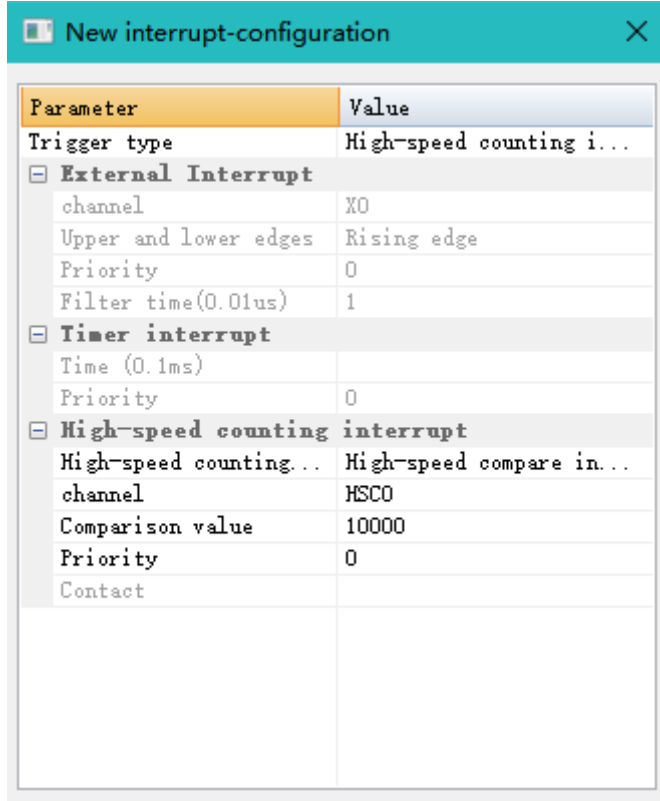 New interrupt-configuration
Parameter Value
Trigger type High-speed counting i...
External Interrupt
channel X0
Upper and lower edges Rising edge
Priority 0
Filter time(0.01us) 1
Timer interrupt
Time (0.1ms)
Priority 0
High-speed counting interrupt
High-speed counting... High-speed compare in...
channel HSC0
Comparison value 10000
Priority 0
Contact